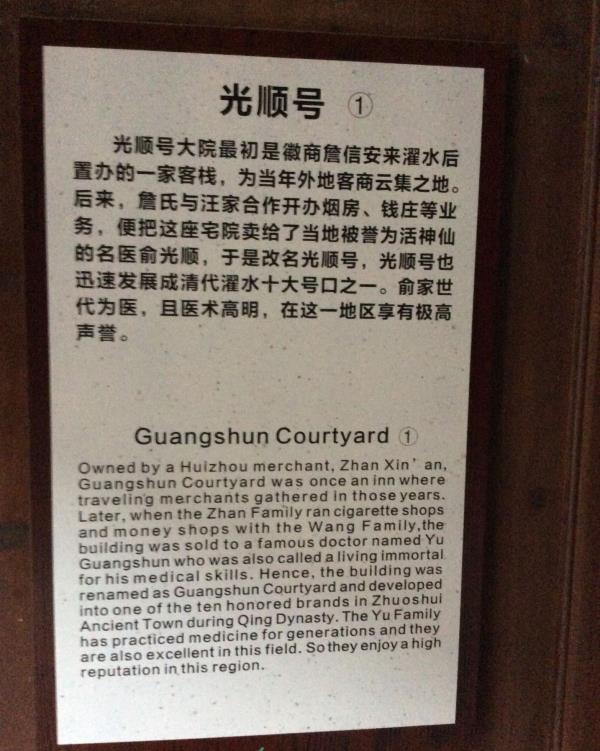 光顺号 ①
光顺号大院最初是徽商詹信安来濯水后
置办的一家客栈，为当年外地客商云集之地。
后来，詹氏与汪家合作开办烟房、钱庄等业
务，便把这座宅院卖给了当地被誉为活神仙
的名医俞光顺，于是改名光顺号，光顺号也
迅速发展成清代濯水十大号口之一。俞家世
代为医，且医术高明，在这一地区享有极高
声誉。
Guangshun Courtyard ①
Owned by a Huizhou merchant, Zhan Xin’an,
Guangshun Courtyard was once an inn where
traveling merchants gathered in those years.
Later, when the Zhan Family ran cigarette shops
and money shops with the Wang Family,the
building was sold to a famous doctor named Yu
Guangshun who was also called a living immortal
for his medical skills. Hence, the building was
renamed as Guangshun Courtyard and developed
into one of the ten honored brands in Zhuoshui
Ancient Town during Qing Dynasty. The Yu Family
has practiced medicine for generations and they
are also excellent in this field. So they enjoy a high
reputation in this region.